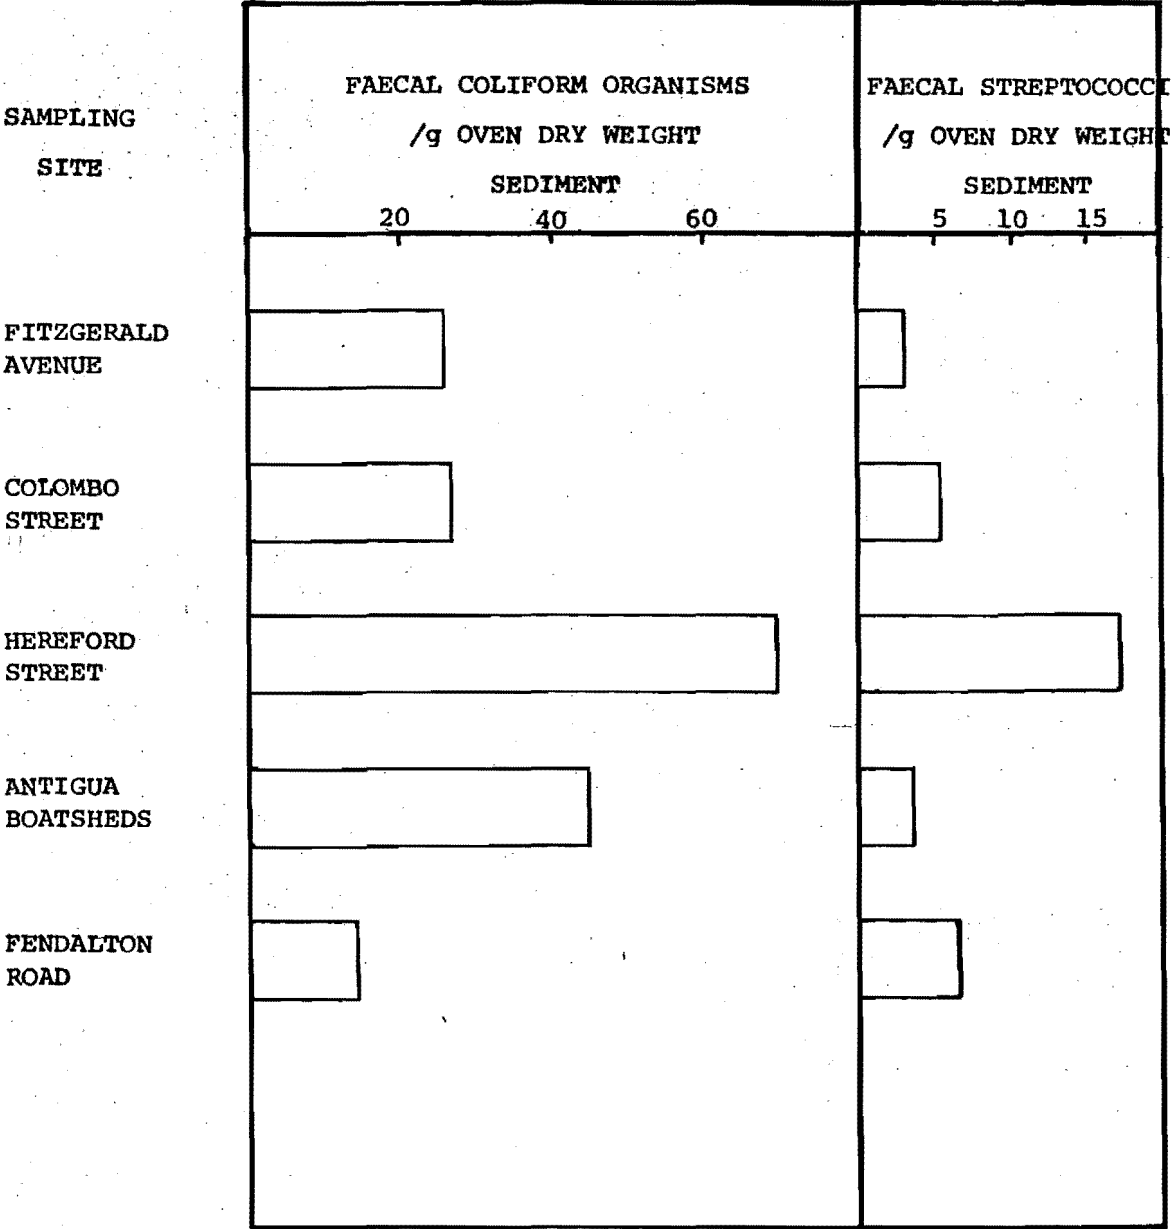 SAMPLING
SITE
FAECAL COLIFORM ORGANISMS
/g OVEN DRY WEIGHT
SEDIMENT
20 40 60
FAECAL STREPTOCOCCI
/g OVEN DRY WEIGHT
SEDIMENT
5 10 15
FITZGERALD
AVENUE
COLOMBO
STREET
HEREFORD
STREET
ANTIGUA
BOATSHEDS
FENDALTON
ROAD